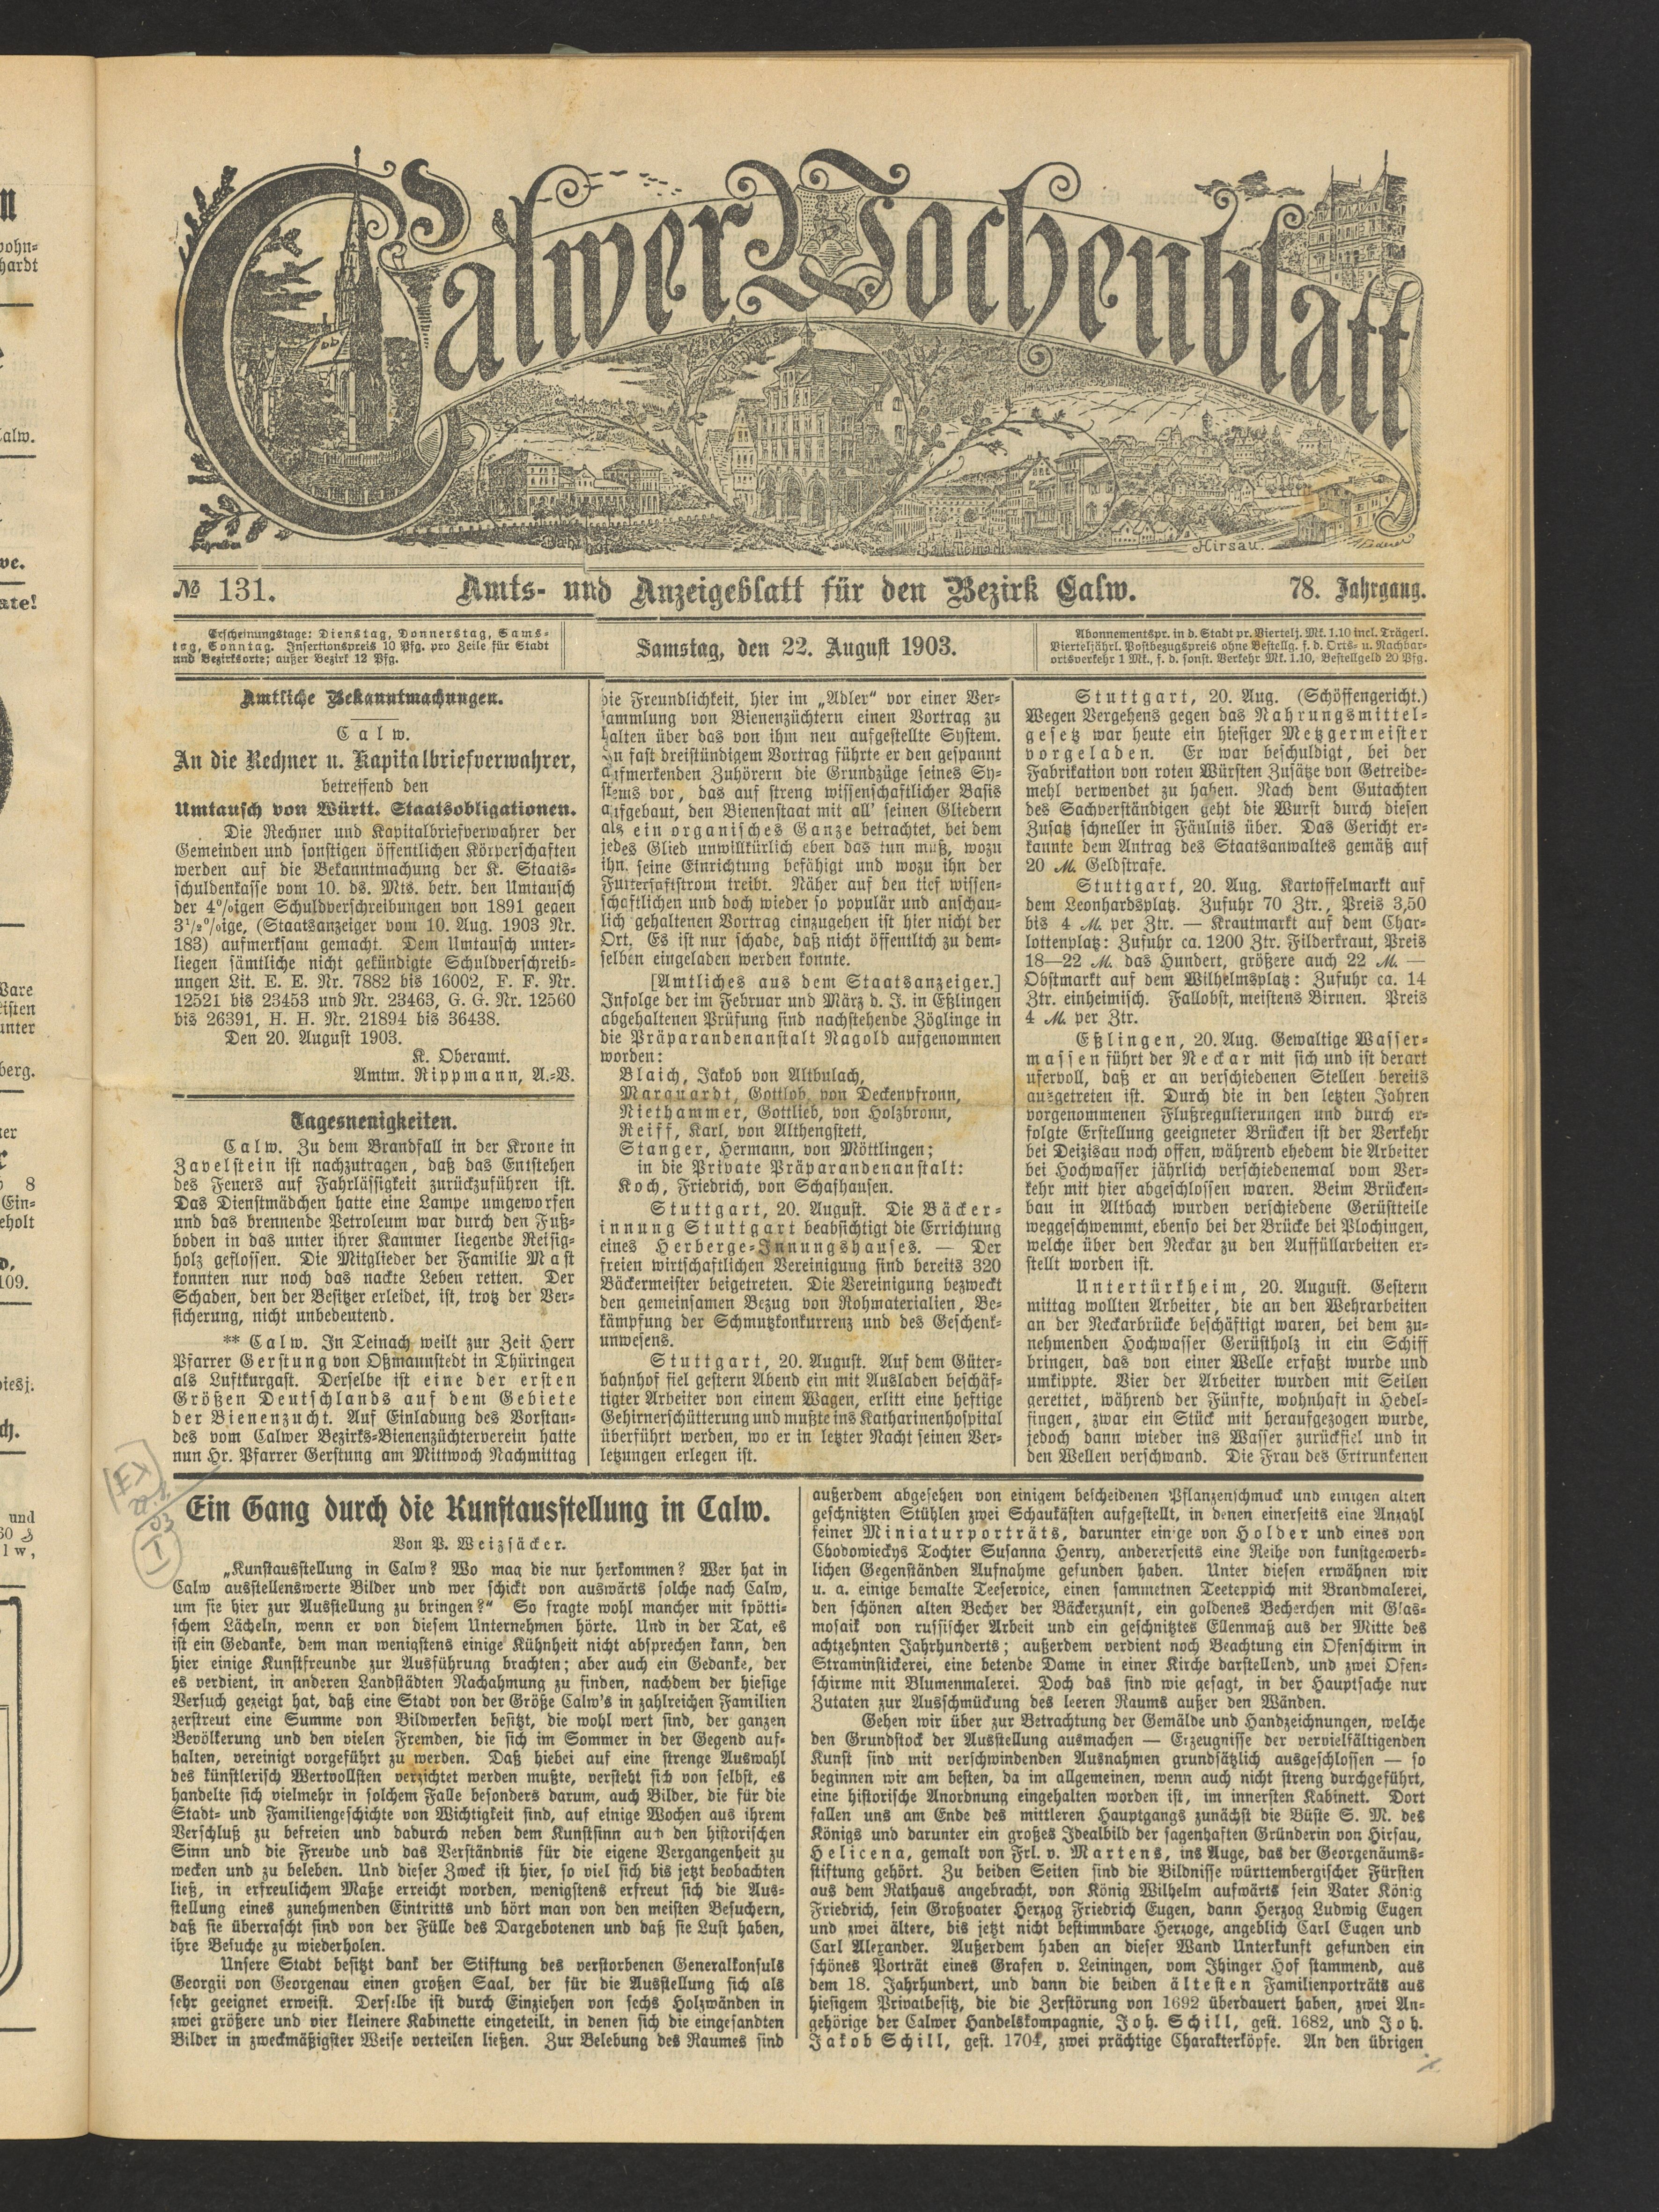 Calwer Wochenblatt
№ 131.
Amts- und Anzeigeblatt für den Bezirk Calw.
78. Jahrgang.
Erscheinungstage: Dienstag, Donnerstag, Sams-
tag, Sonntag. Insertionspreis 10 Pfg. pro Zeile für Stadt
und Bezirksorte; außer Bezirk 12 Pfg.
Samstag, den 22. August 1903.
Abonnementspr. in d. Stadt pr. Viertelj. Mk. 1.10 incl. Trägerl.
Vierteljährl. Postbezugspreis ohne Bestellg. f. d. Orts- u. Nachbar-
ortsverkehr 1 Mk., f. d. sonst. Verkehr Mk. 1.10, Bestellgeld 20 Pfg.
Amtliche Bekanntmachungen.
Calw.
An die Rechner u. Kapitalbriefverwahrer,
betreffend den
Umtausch von Württ. Staatsobligationen.
Die Rechner und Kapitalbriefverwahrer der
Gemeinden und sonstigen öffentlichen Körperschaften
werden auf die Bekanntmachung der K. Staats-
schuldenkasse vom 10. ds. Mts. betr. den Umtausch
der 4%igen Schuldverschreibungen von 1891 gegen
3½%ige, (Staatsanzeiger vom 10. Aug. 1903 Nr.
183) aufmerksam gemacht. Dem Umtausch unter-
liegen sämtliche nicht gekündigte Schuldverschreib-
ungen Lit. E. E. Nr. 7882 bis 16002, F. F. Nr.
12521 bis 23453 und Nr. 23463, G. G. Nr. 12560
bis 26391, H. H. Nr. 21894 bis 36438.
Den 20. August 1903.
K. Oberamt.
Amtm. Rippmann, A.-V.
Tagesneuigkeiten.
Calw. Zu dem Brandfall in der Krone in
Zavelstein ist nachzutragen, daß das Entstehen
des Feuers auf Fahrlässigkeit zurückzuführen ist.
Das Dienstmädchen hatte eine Lampe umgeworfen
und das brennende Petroleum war durch den Fuß-
boden in das unter ihrer Kammer liegende Reisig-
holz geflossen. Die Mitglieder der Familie Mast
konnten nur noch das nackte Leben retten. Der
Schaden, den der Besitzer erleidet, ist, trotz der Ver-
sicherung, nicht unbedeutend.
** Calw. In Teinach weilt zur Zeit Herr
Pfarrer Gerstung von Oßmannstedt in Thüringen
als Luftkurgast. Derselbe ist eine der ersten
Größen Deutschlands auf dem Gebiete
der Bienenzucht. Auf Einladung des Vorstan-
des vom Calwer Bezirks-Bienenzüchterverein hatte
nun Hr. Pfarrer Gerstung am Mittwoch Nachmittag
die Freundlichkeit, hier im „Adler“ vor einer Ver-
sammlung von Bienenzüchtern einen Vortrag zu
halten über das von ihm neu aufgestellte System.
In fast dreistündigem Vortrag führte er den gespannt
aufmerkenden Zuhörern die Grundzüge seines Sy-
stems vor, das auf streng wissenschaftlicher Basis
aufgebaut, den Bienenstaat mit all' seinen Gliedern
als ein organisches Ganze betrachtet, bei dem
jedes Glied unwillkürlich eben das tun muß, wozu
ihn seine Einrichtung befähigt und wozu ihn der
Futtersaftstrom treibt. Näher auf den tief wissen-
schaftlichen und doch wieder so populär und anschau-
lich gehaltenen Vortrag einzugehen ist hier nicht der
Ort. Es ist nur schade, daß nicht öffentlich zu dem-
selben eingeladen werden konnte.
[Amtliches aus dem Staatsanzeiger.]
Infolge der im Februar und März d. J. in Eßlingen
abgehaltenen Prüfung sind nachstehende Zöglinge in
die Präparandenanstalt Nagold aufgenommen
worden:
Blaich, Jakob von Altbulach,
Marquardt, Gottlob, von Deckenpfronn,
Niethammer, Gottlieb, von Holzbronn,
Reiff, Karl, von Althengstett,
Stanger, Hermann, von Möttlingen;
in die Private Präparandenanstalt:
Koch, Friedrich, von Schafhausen.
Stuttgart, 20. August. Die Bäcker-
innung Stuttgart beabsichtigt die Errichtung
eines Herberge-Innungshauses. — Der
freien wirtschaftlichen Vereinigung sind bereits 320
Bäckermeister beigetreten. Die Vereinigung bezweckt
den gemeinsamen Bezug von Rohmaterialien, Be-
kämpfung der Schmutzkonkurrenz und des Geschenk-
unwesens.
Stuttgart, 20. August. Auf dem Güter-
bahnhof fiel gestern Abend ein mit Ausladen beschäf-
tigter Arbeiter von einem Wagen, erlitt eine heftige
Gehirnerschütterung und mußte ins Katharinenhospital
überführt werden, wo er in letzter Nacht seinen Ver-
letzungen erlegen ist.
Stuttgart, 20. Aug. (Schöffengericht.)
Wegen Vergehens gegen das Nahrungsmittel-
gesetz war heute ein hiesiger Metzgermeister
vorgeladen. Er war beschuldigt, bei der
Fabrikation von roten Würsten Zusätze von Getreide-
mehl verwendet zu haben. Nach dem Gutachten
des Sachverständigen geht die Wurst durch diesen
Zusatz schneller in Fäulnis über. Das Gericht er-
kannte dem Antrag des Staatsanwaltes gemäß auf
20 M. Geldstrafe.
Stuttgart, 20. Aug. Kartoffelmarkt auf
dem Leonhardsplatz. Zufuhr 70 Ztr., Preis 3,50
bis 4 M. per Ztr. — Krautmarkt auf dem Char-
lottenplatz: Zufuhr ca. 1200 Ztr. Filderkraut, Preis
18—22 M. das Hundert, größere auch 22 M. —
Obstmarkt auf dem Wilhelmsplatz: Zufuhr ca. 14
Ztr. einheimisch. Fallobst, meistens Birnen. Preis
4 M. per Ztr.
Eßlingen, 20. Aug. Gewaltige Wasser-
massen führt der Neckar mit sich und ist derart
ufervoll, daß er an verschiedenen Stellen bereits
ausgetreten ist. Durch die in den letzten Jahren
vorgenommenen Flußregulierungen und durch er-
folgte Erstellung geeigneter Brücken ist der Verkehr
bei Deizisau noch offen, während ehedem die Arbeiter
bei Hochwasser jährlich verschiedenemal vom Ver-
kehr mit hier abgeschlossen waren. Beim Brücken-
bau in Altbach wurden verschiedene Gerüstteile
weggeschwemmt, ebenso bei der Brücke bei Plochingen,
welche über den Neckar zu den Auffüllarbeiten er-
stellt worden ist.
Untertürkheim, 20. August. Gestern
mittag wollten Arbeiter, die an den Wehrarbeiten
an der Neckarbrücke beschäftigt waren, bei dem zu-
nehmenden Hochwasser Gerüstholz in ein Schiff
bringen, das von einer Welle erfaßt wurde und
umkippte. Vier der Arbeiter wurden mit Seilen
gerettet, während der Fünfte, wohnhaft in Hedel-
fingen, zwar ein Stück mit heraufgezogen wurde,
jedoch dann wieder ins Wasser zurückfiel und in
den Wellen verschwand. Die Frau des Ertrunkenen
Ein Gang durch die Kunstausstellung in Calw.
Von P. Weizsäcker.
„Kunstausstellung in Calw? Wo mag die nur herkommen? Wer hat in
Calw ausstellenswerte Bilder und wer schickt von auswärts solche nach Calw,
um sie hier zur Ausstellung zu bringen?“ So fragte wohl mancher mit spötti-
schem Lächeln, wenn er von diesem Unternehmen hörte. Und in der Tat, es
ist ein Gedanke, dem man wenigstens einige Kühnheit nicht absprechen kann, den
hier einige Kunstfreunde zur Ausführung brachten; aber auch ein Gedanke, der
es verdient, in anderen Landstädten Nachahmung zu finden, nachdem der hiesige
Versuch gezeigt hat, daß eine Stadt von der Größe Calw's in zahlreichen Familien
zerstreut eine Summe von Bildwerken besitzt, die wohl wert sind, der ganzen
Bevölkerung und den vielen Fremden, die sich im Sommer in der Gegend auf-
halten, vereinigt vorgeführt zu werden. Daß hiebei auf eine strenge Auswahl
des künstlerisch Wertvollsten verzichtet werden mußte, versteht sich von selbst, es
handelte sich vielmehr in solchem Falle besonders darum, auch Bilder, die für die
Stadt- und Familiengeschichte von Wichtigkeit sind, auf einige Wochen aus ihrem
Verschluß zu befreien und dadurch neben dem Kunstsinn auch den historischen
Sinn und die Freude und das Verständnis für die eigene Vergangenheit zu
wecken und zu beleben. Und dieser Zweck ist hier, so viel sich bis jetzt beobachten
ließ, in erfreulichem Maße erreicht worden, wenigstens erfreut sich die Aus-
stellung eines zunehmenden Eintritts und hört man von den meisten Besuchern,
daß sie überrascht sind von der Fülle des Dargebotenen und daß sie Lust haben,
ihre Besuche zu wiederholen.
Unsere Stadt besitzt dank der Stiftung des verstorbenen Generalkonsuls
Georgii von Georgenau einen großen Saal, der für die Ausstellung sich als
sehr geeignet erweist. Derselbe ist durch Einziehen von sechs Holzwänden in
zwei größere und vier kleinere Kabinette eingeteilt, in denen sich die eingesandten
Bilder in zweckmäßigster Weise verteilen ließen. Zur Belebung des Raumes sind
außerdem abgesehen von einigem bescheidenen Pflanzenschmuck und einigen alten
geschnitzten Stühlen zwei Schaukästen aufgestellt, in denen einerseits eine Anzahl
feiner Miniaturporträts, darunter einige von Holder und eines von
Chodowieckys Tochter Susanna Henry, andererseits eine Reihe von kunstgewerb-
lichen Gegenständen Aufnahme gefunden haben. Unter diesen erwähnen wir
u. a. einige bemalte Teeservice, einen sammetnen Teeteppich mit Brandmalerei,
den schönen alten Becher der Bäckerzunft, ein goldenes Becherchen mit Glas-
mosaik von russischer Arbeit und ein geschnitztes Ellenmaß aus der Mitte des
achtzehnten Jahrhunderts; außerdem verdient noch Beachtung ein Ofenschirm in
Straminstickerei, eine betende Dame in einer Kirche darstellend, und zwei Ofen-
schirme mit Blumenmalerei. Doch das sind wie gesagt, in der Hauptsache nur
Zutaten zur Ausschmückung des leeren Raums außer den Wänden.
Gehen wir über zur Betrachtung der Gemälde und Handzeichnungen, welche
den Grundstock der Ausstellung ausmachen — Erzeugnisse der vervielfältigenden
Kunst sind mit verschwindenden Ausnahmen grundsätzlich ausgeschlossen — so
beginnen wir am besten, da im allgemeinen, wenn auch nicht streng durchgeführt,
eine historische Anordnung eingehalten worden ist, im innersten Kabinett. Dort
fallen uns am Ende des mittleren Hauptgangs zunächst die Büste S. M. des
Königs und darunter ein großes Idealbild der sagenhaften Gründerin von Hirsau,
Helicena, gemalt von Frl. v. Martens, ins Auge, das der Georgenäums-
stiftung gehört. Zu beiden Seiten sind die Bildnisse württembergischer Fürsten
aus dem Rathaus angebracht, von König Wilhelm aufwärts sein Vater König
Friedrich, sein Großvater Herzog Friedrich Eugen, dann Herzog Ludwig Eugen
und zwei ältere, bis jetzt nicht bestimmbare Herzoge, angeblich Carl Eugen und
Carl Alexander. Außerdem haben an dieser Wand Unterkunft gefunden ein
schönes Porträt eines Grafen v. Leiningen, vom Ihinger Hof stammend, aus
dem 18. Jahrhundert, und dann die beiden ältesten Familienporträts aus
hiesigem Privatbesitz, die die Zerstörung von 1692 überdauert haben, zwei An-
gehörige der Calwer Handelskompagnie, Joh. Schill, gest. 1682, und Joh.
Jakob Schill, gest. 1704, zwei prächtige Charakterköpfe. An den übrigen